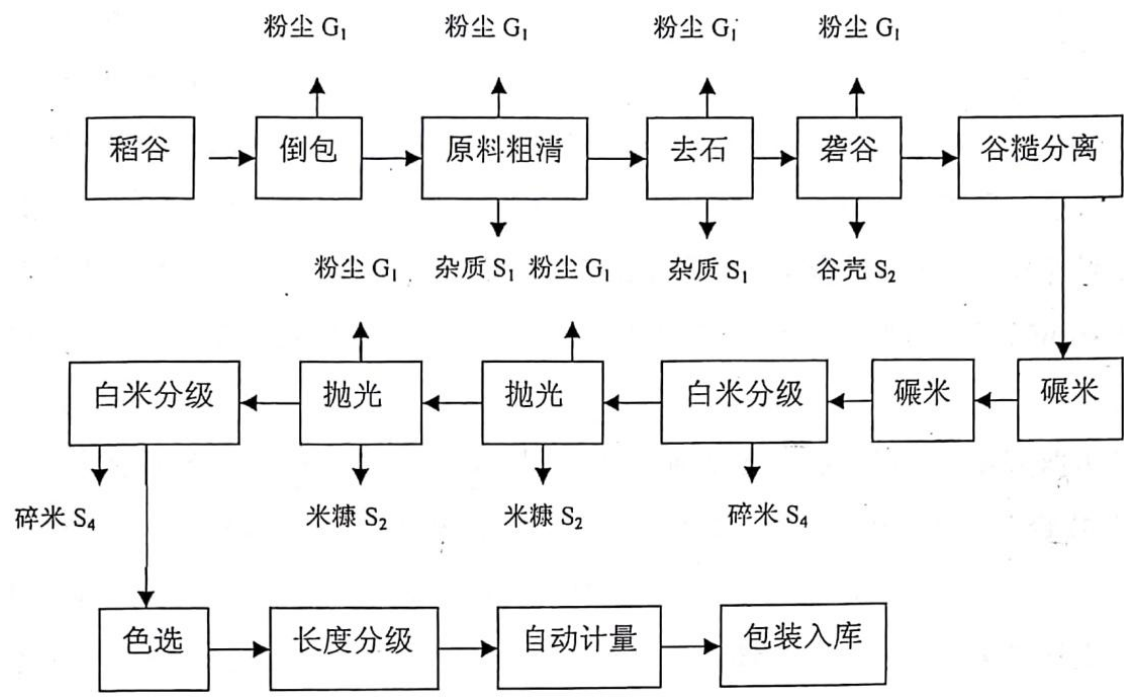 粉尘 G₁ 粉尘 G₁ 粉尘 G₁ 粉尘 G₁
稻谷 倒包 原料粗清 去石 砻谷 谷糙分离
粉尘 G₁ 杂质 S₁ 粉尘 G₁ 杂质 S₁ 谷壳 S₂
白米分级 抛光 抛光 白米分级 碾米 碾米
碎米 S₄ 米糠 S₂ 米糠 S₂ 碎米 S₄
色选 长度分级 自动计量 包装入库